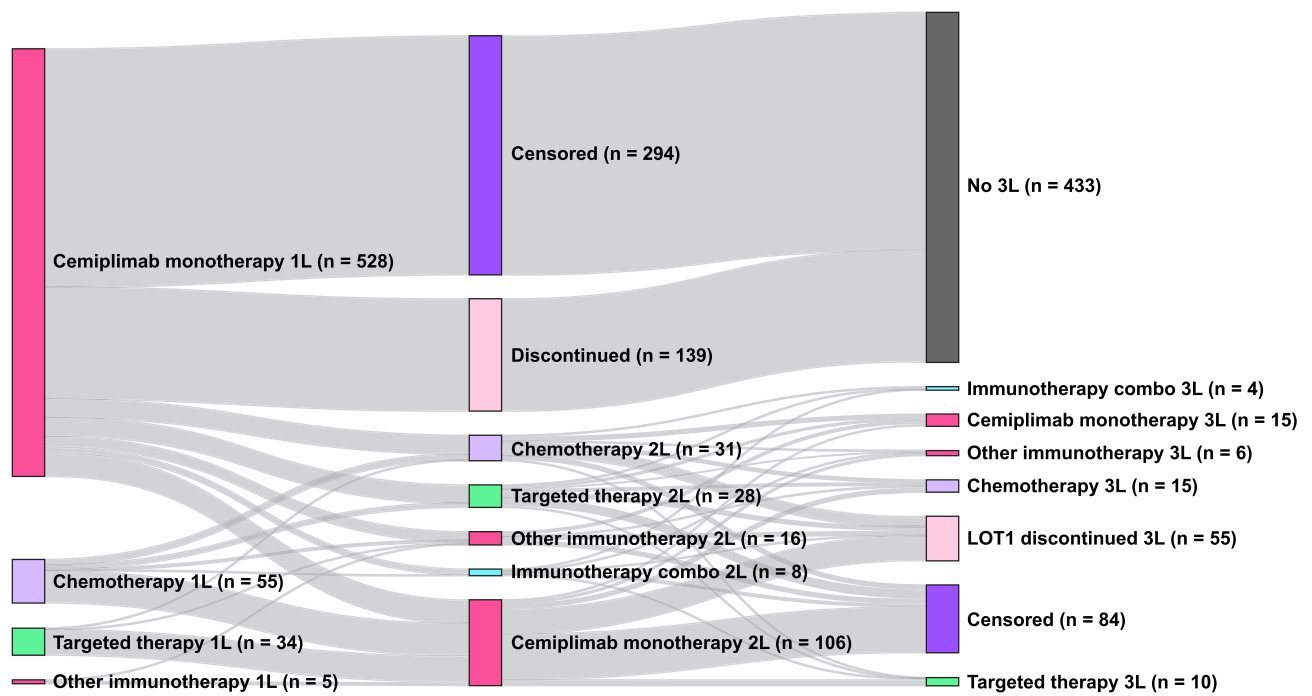 Cemiplimab monotherapy 1L (n = 528)
Chemotherapy 1L (n = 55)
Targeted therapy 1L (n = 34)
Other immunotherapy 1L (n = 5)
Censored (n = 294)
Discontinued (n = 139)
Chemotherapy 2L (n = 31)
Targeted therapy 2L (n = 28)
Other immunotherapy 2L (n = 16)
Immunotherapy combo 2L (n = 8)
Cemiplimab monotherapy 2L (n = 106)
No 3L (n = 433)
Immunotherapy combo 3L (n = 4)
Cemiplimab monotherapy 3L (n = 15)
Other immunotherapy 3L (n = 6)
Chemotherapy 3L (n = 15)
LOT1 discontinued 3L (n = 55)
Censored (n = 84)
Targeted therapy 3L (n = 10)